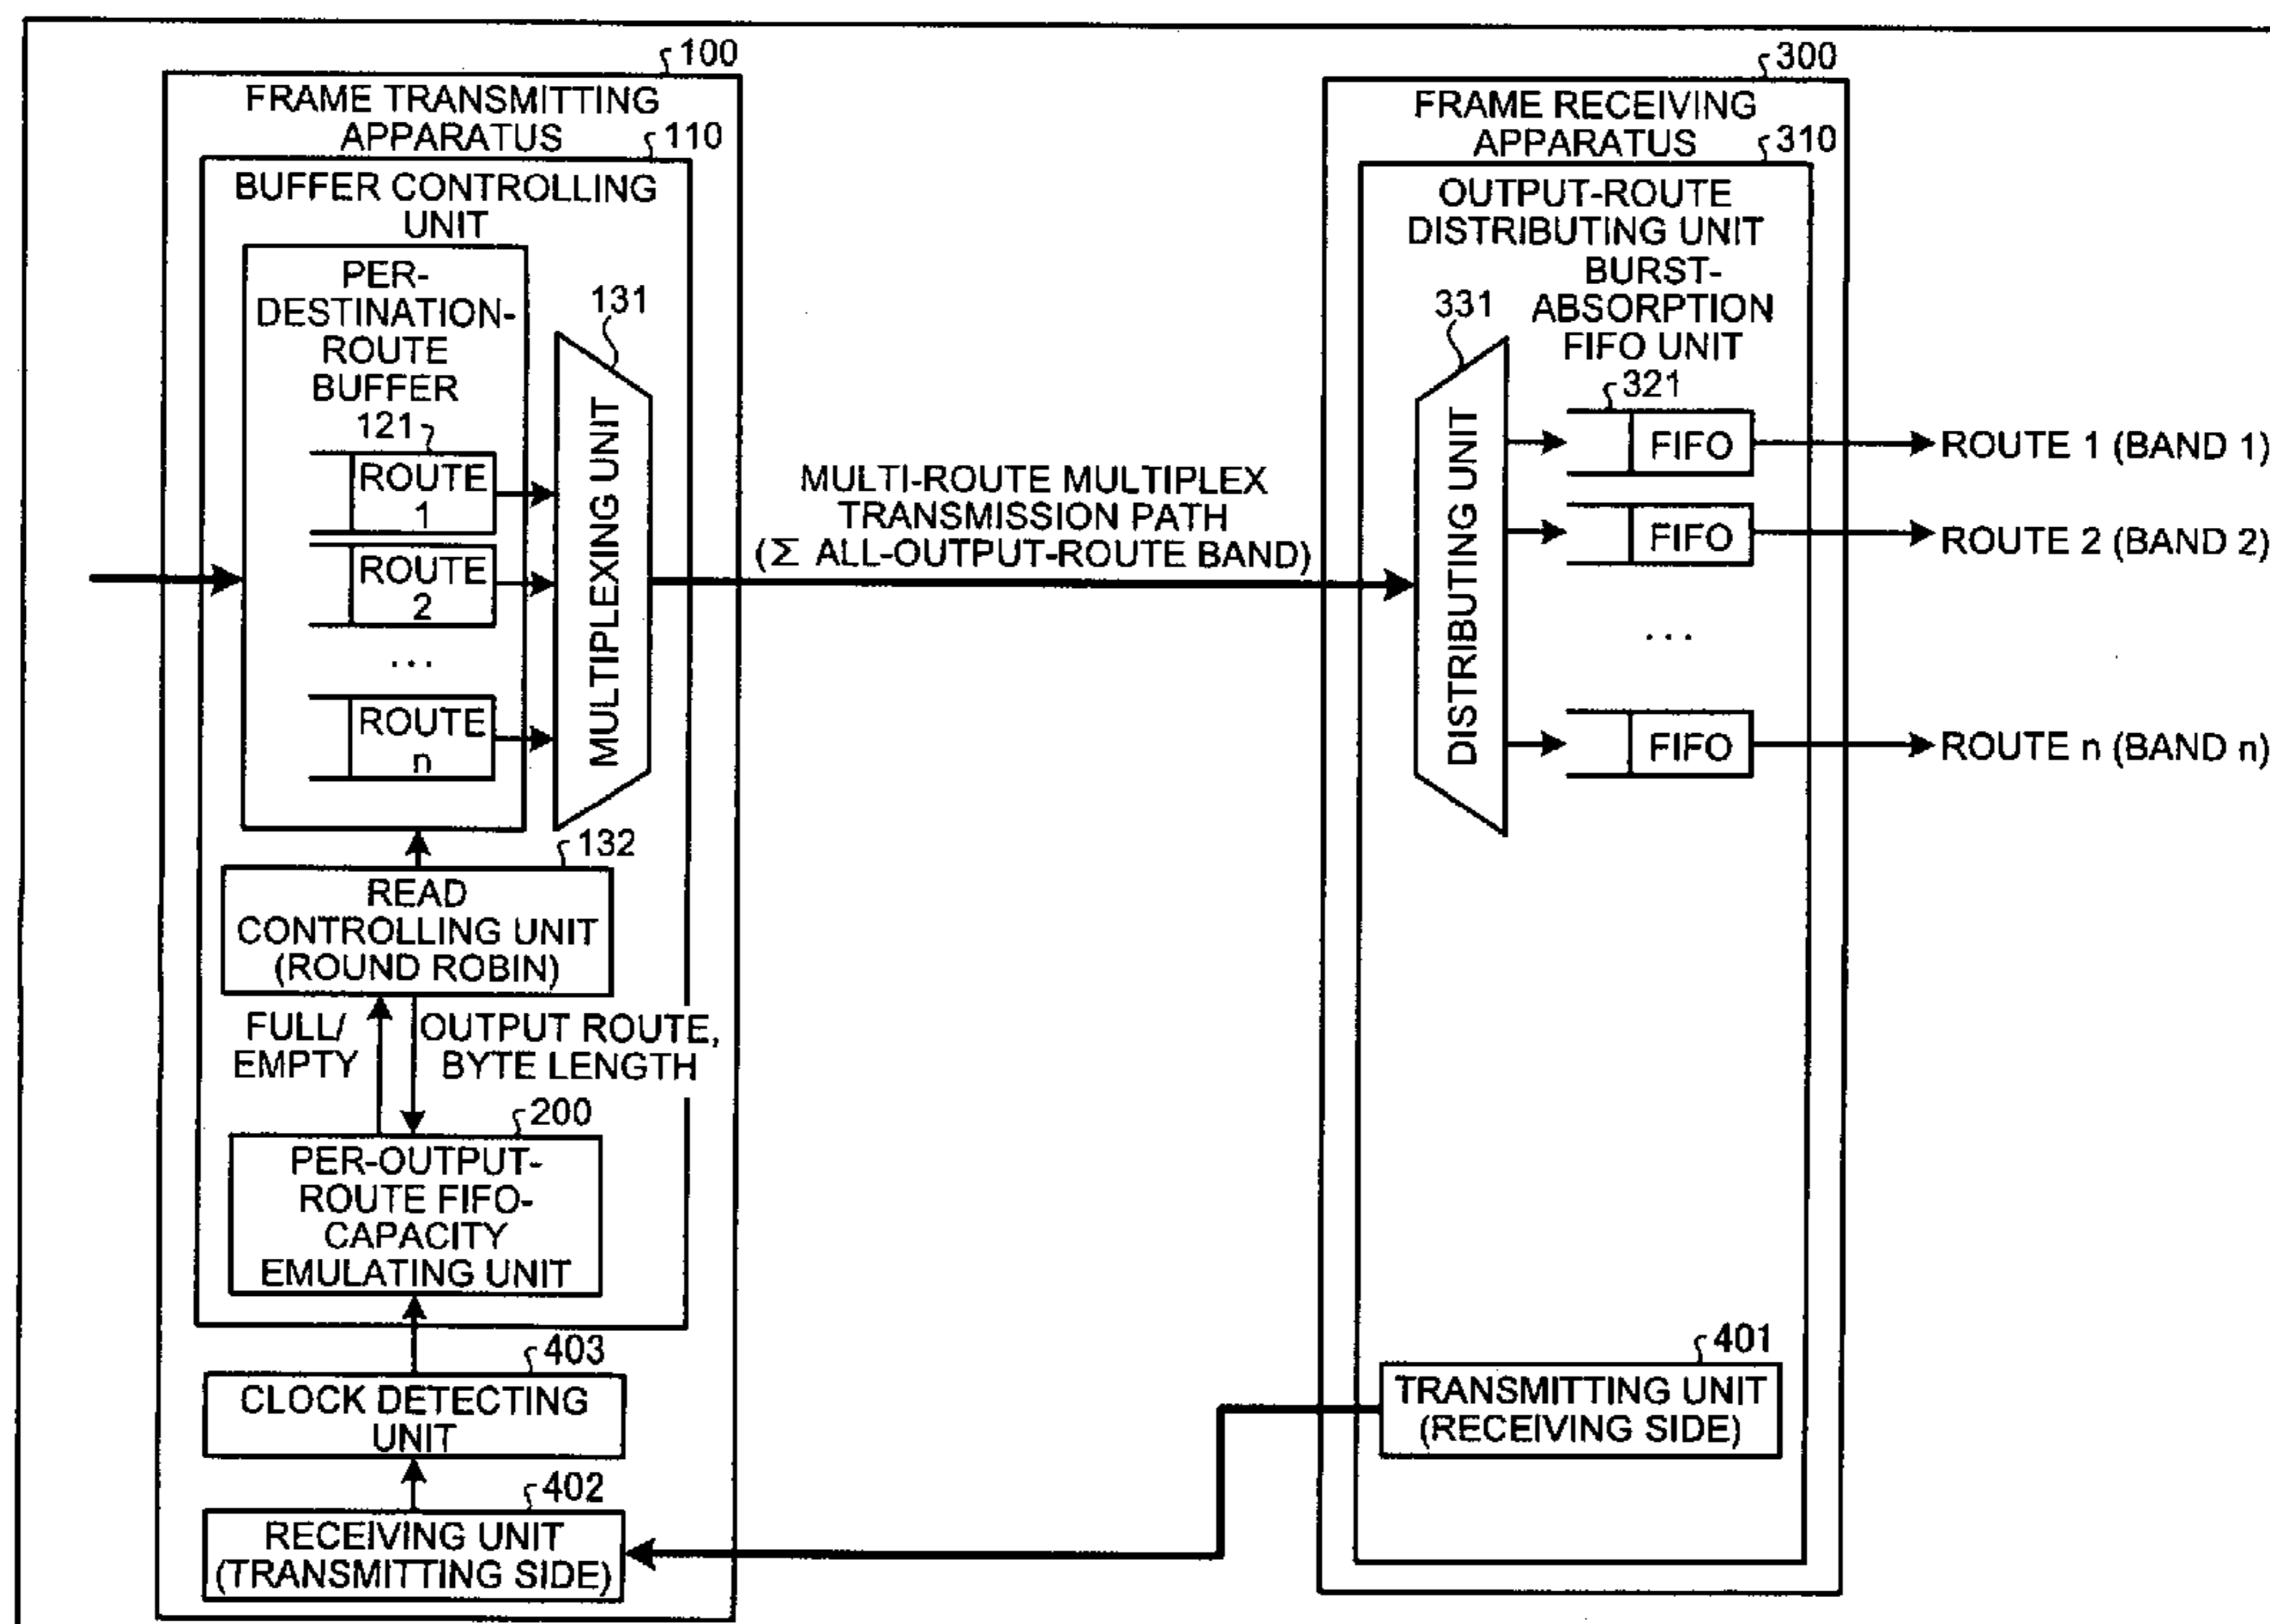 100
FRAME TRANSMITTING
APPARATUS
110
BUFFER CONTROLLING
UNIT
PER-
DESTINATION-
ROUTE
BUFFER
121
ROUTE
1
ROUTE
2
...
ROUTE
n
131
MULTIPLEXING UNIT
132
READ
CONTROLLING UNIT
(ROUND ROBIN)
FULL/
EMPTY
OUTPUT ROUTE,
BYTE LENGTH
200
PER-OUTPUT-
ROUTE FIFO-
CAPACITY
EMULATING UNIT
403
CLOCK DETECTING
UNIT
402
RECEIVING UNIT
(TRANSMITTING SIDE)
MULTI-ROUTE MULTIPLEX
TRANSMISSION PATH
(Σ ALL-OUTPUT-ROUTE BAND)
300
FRAME RECEIVING
APPARATUS
310
OUTPUT-ROUTE
DISTRIBUTING UNIT
BURST-
ABSORPTION
FIFO UNIT
331
DISTRIBUTING UNIT
321
FIFO
FIFO
...
FIFO
ROUTE 1 (BAND 1)
ROUTE 2 (BAND 2)
ROUTE n (BAND n)
401
TRANSMITTING UNIT
(RECEIVING SIDE)